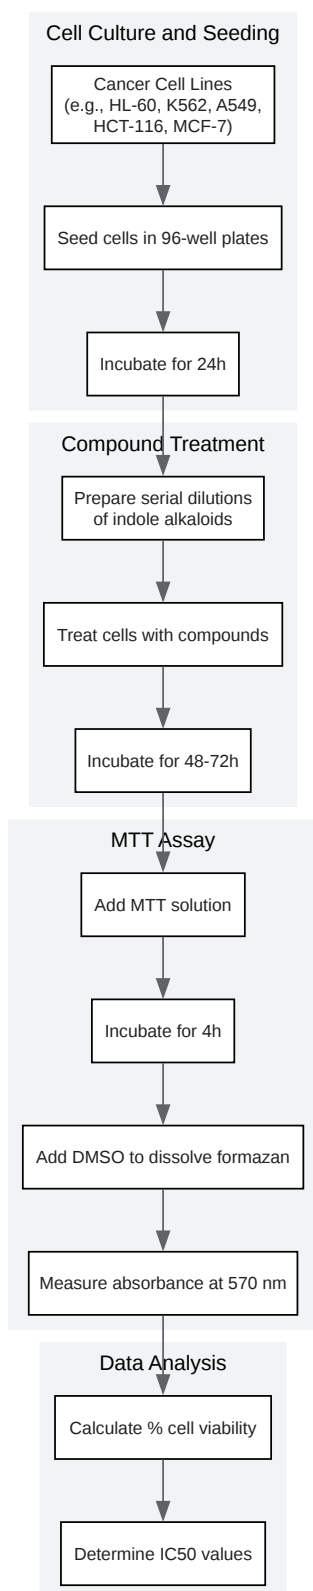 Cell Culture and Seeding
Cancer Cell Lines
(e.g., HL-60, K562, A549,
HCT-116, MCF-7)
Seed cells in 96-well plates
Incubate for 24h
Compound Treatment
Prepare serial dilutions
of indole alkaloids
Treat cells with compounds
Incubate for 48-72h
MTT Assay
Add MTT solution
Incubate for 4h
Add DMSO to dissolve formazan
Measure absorbance at 570 nm
Data Analysis
Calculate % cell viability
Determine IC50 values